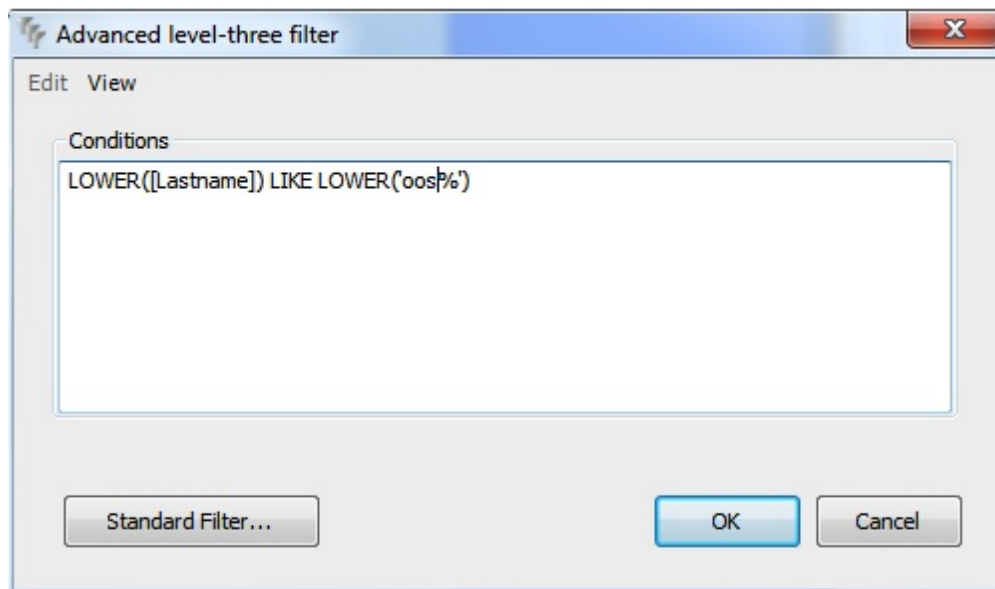 Advanced level-three filter
Edit View
Conditions
LOWER([Lastname]) LIKE LOWER('oos%')
Standard Filter...
OK
Cancel